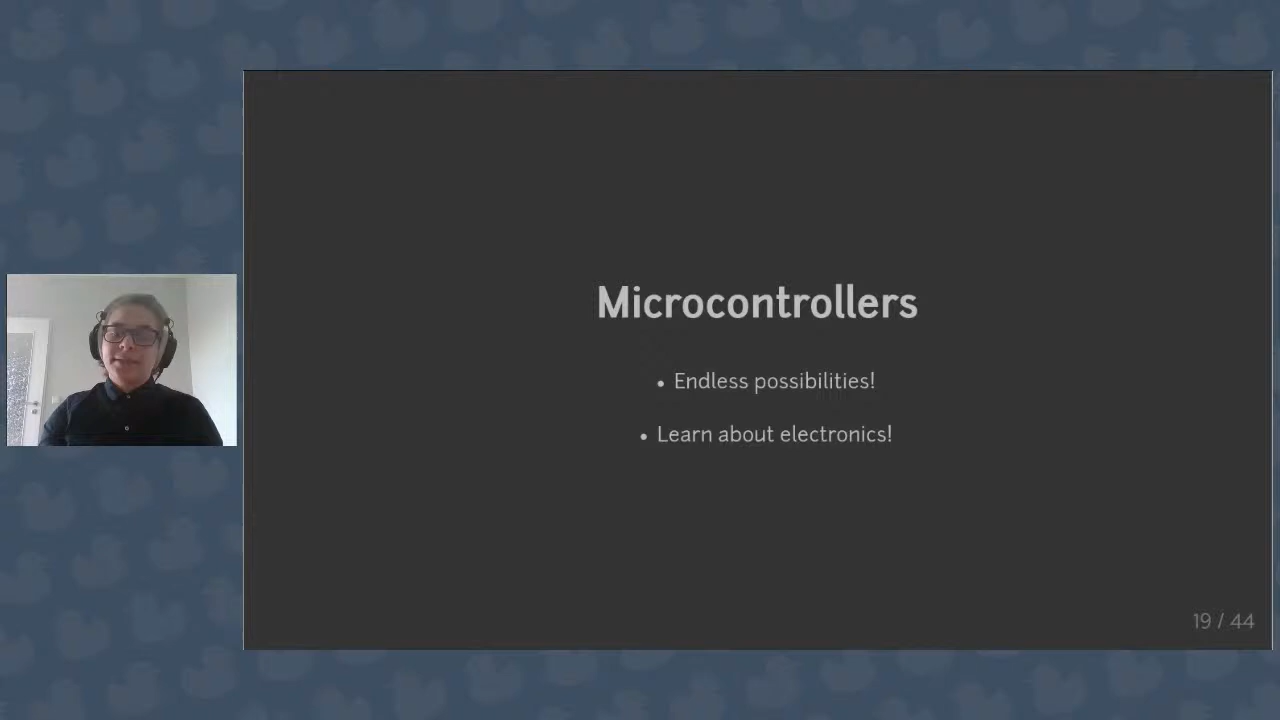 Microcontrollers
• Endless possibilities!
• Learn about electronics!
19 / 44